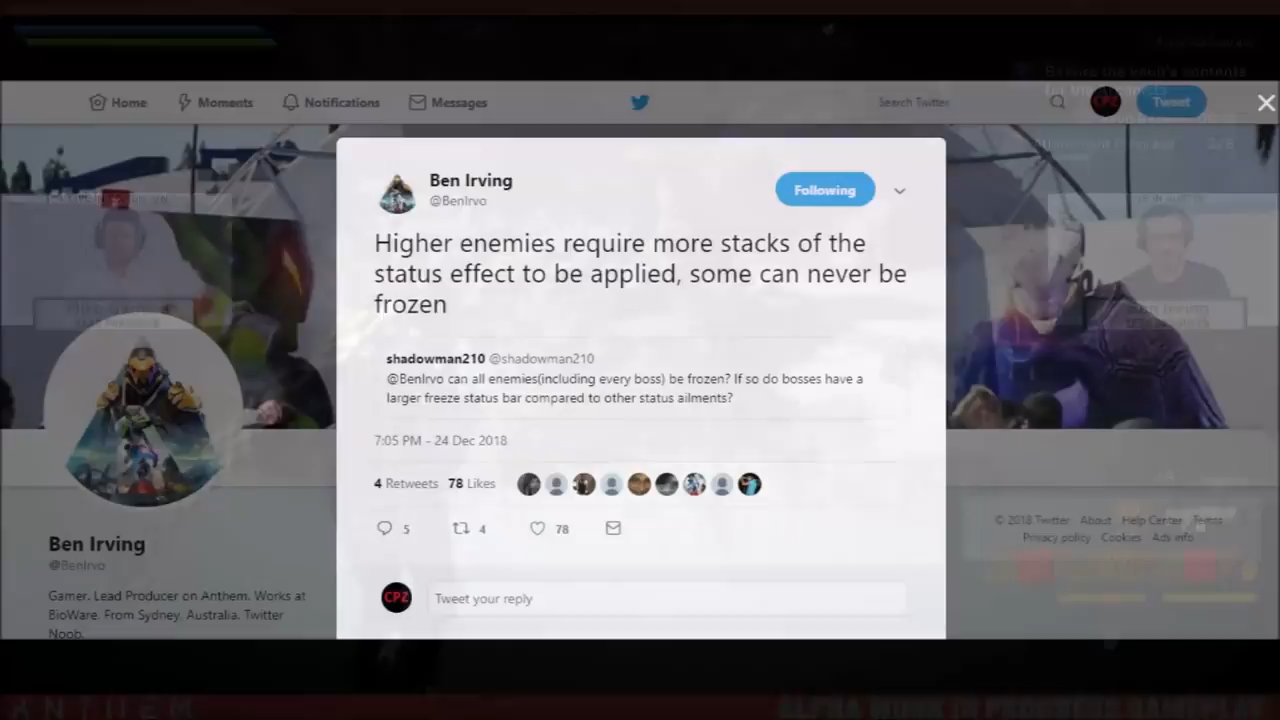 Home Moments Notifications Messages Search Twitter CPZ Tweet
Ben Irving
@BenIrvo
Following
Higher enemies require more stacks of the
status effect to be applied, some can never be
frozen
shadowman210 @shadowman210
@BenIrvo can all enemies(including every boss) be frozen? If so do bosses have a
larger freeze status bar compared to other status ailments?
7:05 PM - 24 Dec 2018
4 Retweets 78 Likes
5 4 78
CPZ Tweet your reply
Ben Irving
@BenIrvo
Gamer. Lead Producer on Anthem. Works at
BioWare. From Sydney, Australia. Twitter
Noob.
© 2018 Twitter About Help Center Terms
Privacy policy Cookies Ads info
ANTHEM